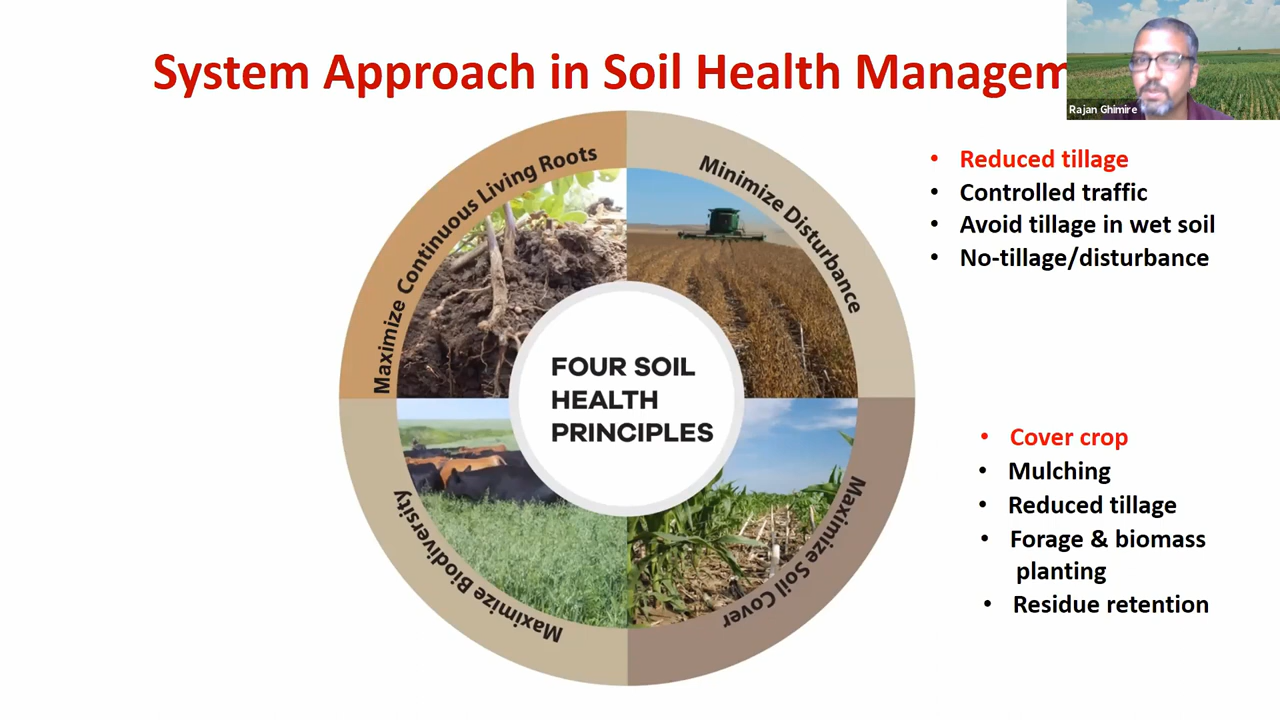 System Approach in Soil Health Managem
Rajan Ghimire
Maximize Continuous Living Roots
Minimize Disturbance
• Reduced tillage
• Controlled traffic
• Avoid tillage in wet soil
• No-tillage/disturbance
FOUR SOIL
HEALTH
PRINCIPLES
Maximize Biodiversity
Maximize Soil Cover
• Cover crop
• Mulching
• Reduced tillage
• Forage & biomass
planting
• Residue retention